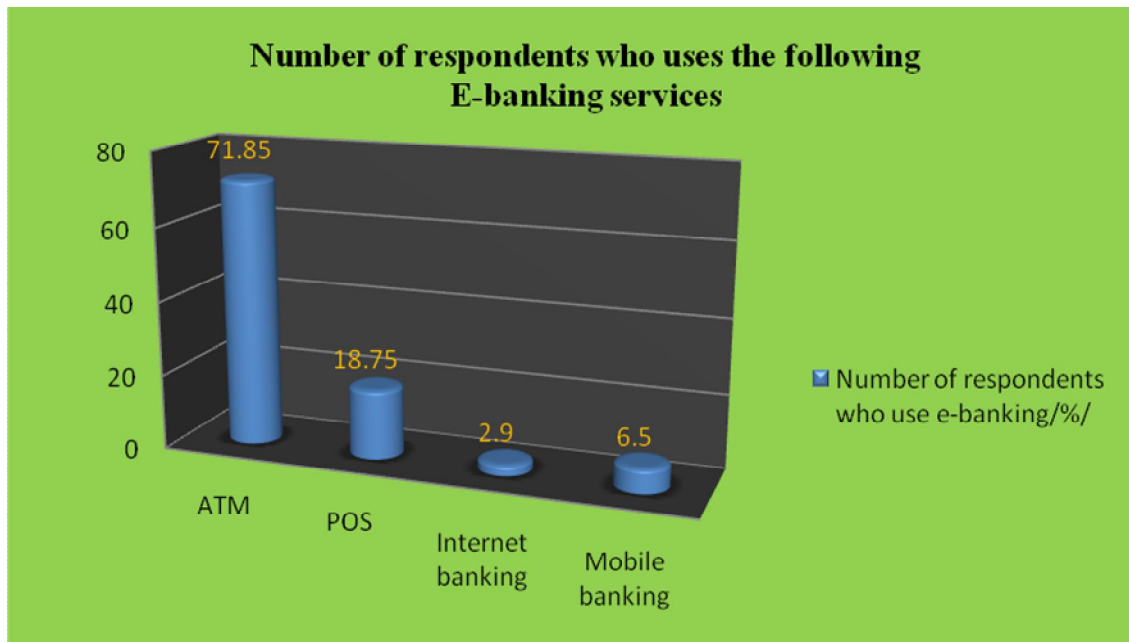 Number of respondents who uses the following
E-banking services
80
60
40
20
0
71.85
18.75
2.9
6.5
ATM
POS
Internet
banking
Mobile
banking
Number of respondents
who use e-banking/%/